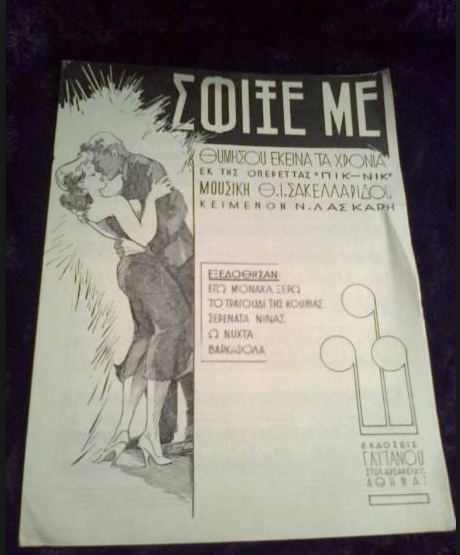 ΣΦΙΞΕ ΜΕ
ΘΥΜΗΣΟΥ ΕΚΕΙΝΑ ΤΑ ΧΡΟΝΙΑ
ΕΚ ΤΗΣ ΟΠΕΡΕΤΤΑΣ "ΠΙΚ-ΝΙΚ"
ΜΟΥΣΙΚΗ Θ.Ι.ΣΑΚΕΛΛΑΡΙΔΟΥ
ΚΕΙΜΕΝΟΝ Ν.ΛΑΣΚΑΡΗ
ΕΞΕΔΟΘΗΣΑΝ
ΕΓΩ ΜΟΝΑΧΑ ΞΕΡΩ
ΤΟ ΤΡΑΓΟΥΔΙ ΤΗΣ ΚΟΥΝΙΑΣ
ΣΕΡΕΝΑΤΑ ΝΙΝΑΣ
Ω ΝΥΧΤΑ
ΒΑΡΚΑΡΟΛΑ
ΕΚΔΟΣΕΙΣ
ΓΑΥΤΑΝΟΥ
ΣΤΟΑ ΑΡΣΑΚΕΙΟΥ
ΑΘΗΝΑΙ